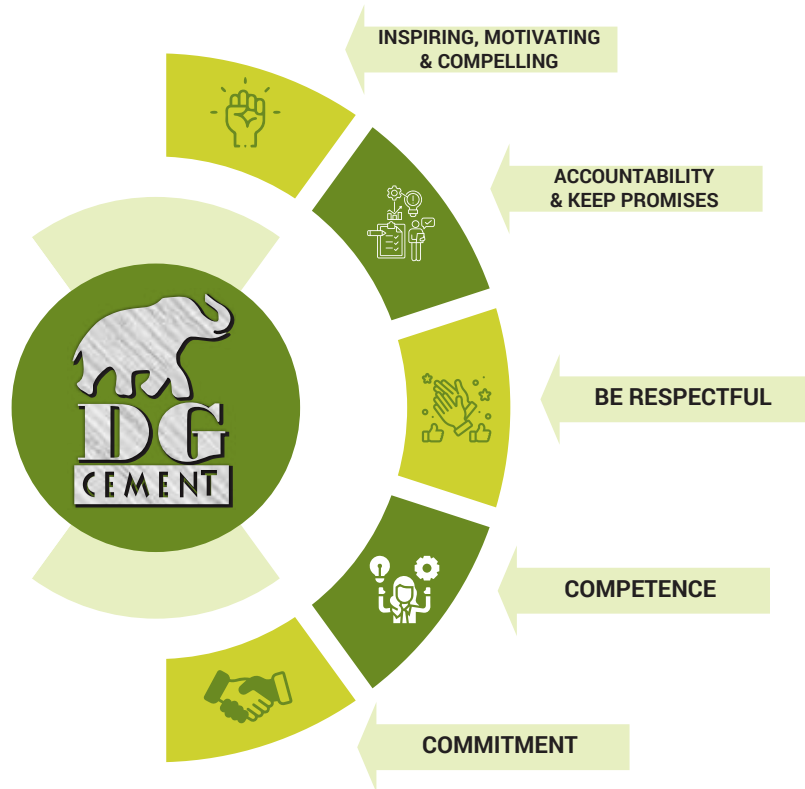 INSPIRING, MOTIVATING
& COMPELLING
ACCOUNTABILITY
& KEEP PROMISES
DG
CEMENT
BE RESPECTFUL
COMPETENCE
COMMITMENT